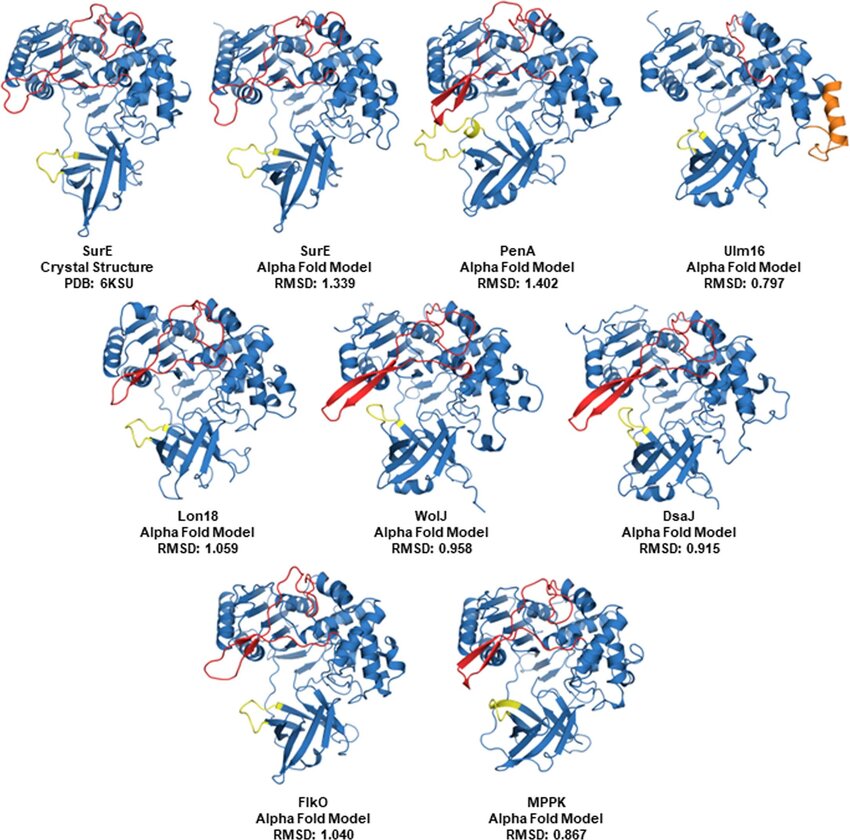 SurE
Crystal Structure
PDB: 6KSU
SurE
Alpha Fold Model
RMSD: 1.339
PenA
Alpha Fold Model
RMSD: 1.402
Ulm16
Alpha Fold Model
RMSD: 0.797
Lon18
Alpha Fold Model
RMSD: 1.059
WolJ
Alpha Fold Model
RMSD: 0.958
DsaJ
Alpha Fold Model
RMSD: 0.915
FlkO
Alpha Fold Model
RMSD: 1.040
MPPK
Alpha Fold Model
RMSD: 0.867